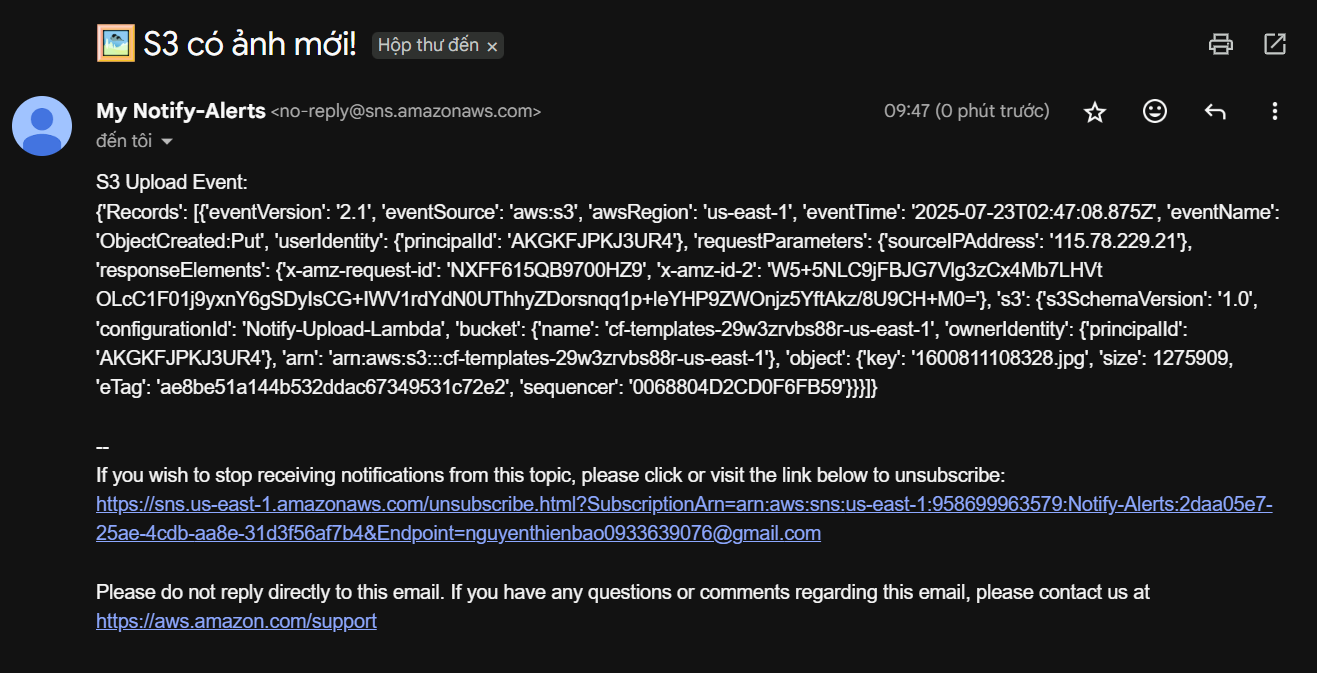 S3 có ảnh mới! Hộp thư đến ×
My Notify-Alerts <no-reply@sns.amazonaws.com> 09:47 (0 phút trước)
đến tôi
S3 Upload Event:
{'Records': [{'eventVersion': '2.1', 'eventSource': 'aws:s3', 'awsRegion': 'us-east-1', 'eventTime': '2025-07-23T02:47:08.875Z', 'eventName':
'ObjectCreated:Put', 'userIdentity': {'principalId': 'AKGKFJPKJ3UR4'}, 'requestParameters': {'sourceIPAddress': '115.78.229.21'},
'responseElements': {'x-amz-request-id': 'NXFF615QB9700HZ9', 'x-amz-id-2': 'W5+5NLC9jFBJG7Vlg3zCx4Mb7LHVt
OLcC1F01j9yxnY6gSDyIsCG+IWV1rdYdN0UThhyZDorsnqq1p+leYHP9ZWOnjz5YftAkz/8U9CH+M0='}, 's3': {'s3SchemaVersion': '1.0',
'configurationId': 'Notify-Upload-Lambda', 'bucket': {'name': 'cf-templates-29w3zrvbs88r-us-east-1', 'ownerIdentity': {'principalId':
'AKGKFJPKJ3UR4'}, 'arn': 'arn:aws:s3:::cf-templates-29w3zrvbs88r-us-east-1'}, 'object': {'key': '1600811108328.jpg', 'size': 1275909,
'eTag': 'ae8be51a144b532ddac67349531c72e2', 'sequencer': '0068804D2CD0F6FB59'}}}]}
--
If you wish to stop receiving notifications from this topic, please click or visit the link below to unsubscribe:
https://sns.us-east-1.amazonaws.com/unsubscribe.html?SubscriptionArn=arn:aws:sns:us-east-1:958699963579:Notify-Alerts:2daa05e7-
25ae-4cdb-aa8e-31d3f56af7b4&Endpoint=nguyenthienbao0933639076@gmail.com
Please do not reply directly to this email. If you have any questions or comments regarding this email, please contact us at
https://aws.amazon.com/support